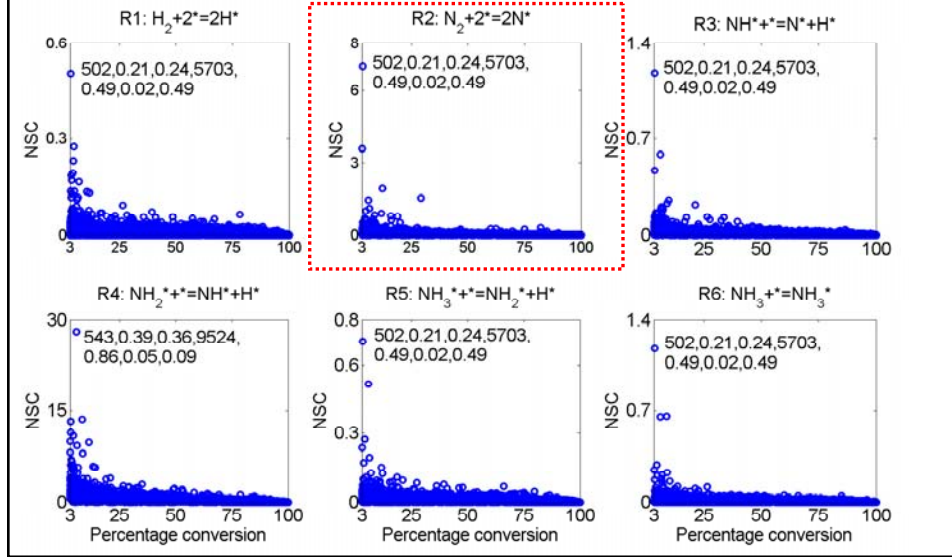 R1: H₂+2*=2H*
0.6
0.3
0
NSC
502,0.21,0.24,5703,
0.49,0.02,0.49
3 25 50 75 100
R2: N₂+2*=2N*
8
6
3
0
NSC
502,0.21,0.24,5703,
0.49,0.02,0.49
3 25 50 75 100
R3: NH*+*=N*+H*
1.4
0.7
0
NSC
502,0.21,0.24,5703,
0.49,0.02,0.49
3 25 50 75 100
R4: NH₂*+*=NH*+H*
30
15
0
NSC
543,0.39,0.36,9524,
0.86,0.05,0.09
3 25 50 75 100
Percentage conversion
R5: NH₃*+*=NH₂*+H*
0.8
0.6
0.3
0
NSC
502,0.21,0.24,5703,
0.49,0.02,0.49
3 25 50 75 100
Percentage conversion
R6: NH₃+*=NH₃*
1.4
0.7
0
NSC
502,0.21,0.24,5703,
0.49,0.02,0.49
3 25 50 75 100
Percentage conversion